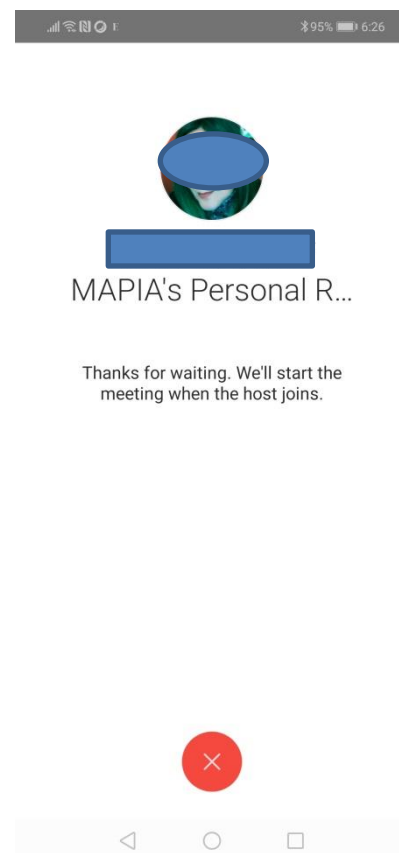 E 95% 6:26
MAPIA's Personal R...
Thanks for waiting. We'll start the
meeting when the host joins.